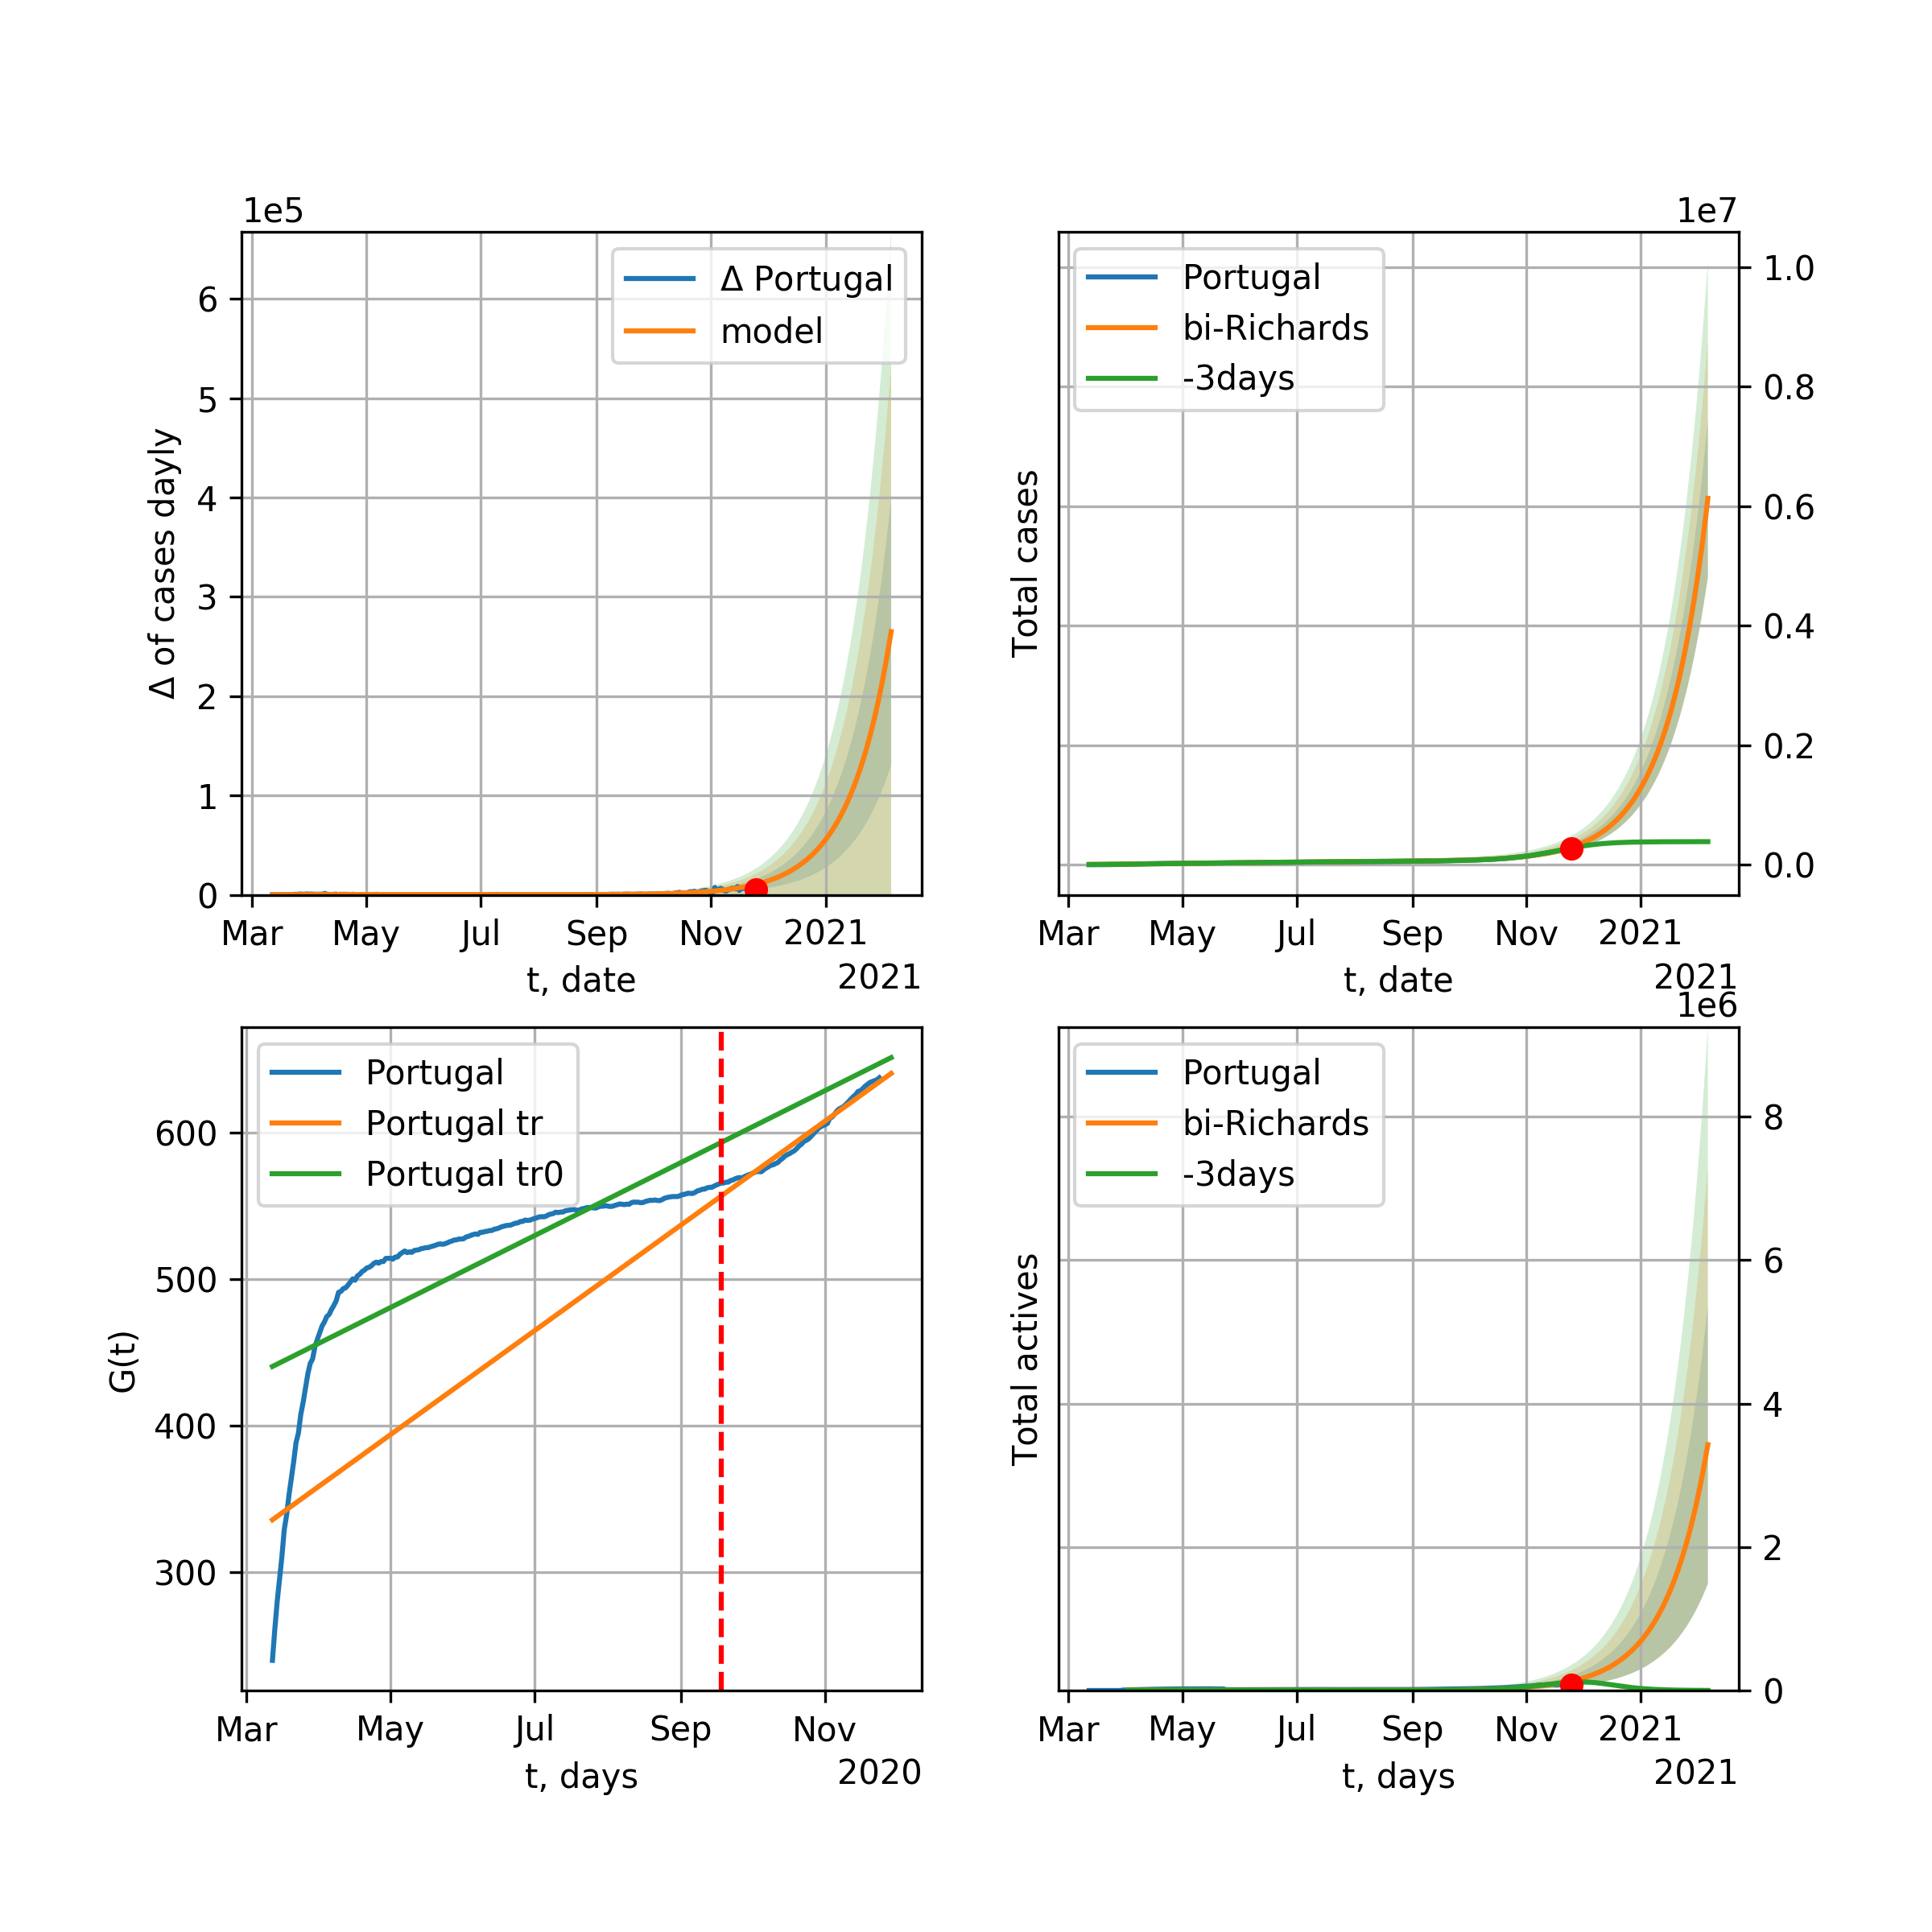 1e5
Δ Portugal
model
Δ of cases dayly
6
5
4
3
2
1
0
Mar May Jul Sep Nov 2021
t, date
2021
1e7
Portugal
bi-Richards
-3days
Total cases
1.0
0.8
0.6
0.4
0.2
0.0
Mar May Jul Sep Nov 2021
t, date
2021
Portugal
Portugal tr
Portugal tr0
G(t)
600
500
400
300
Mar May Jul Sep Nov
t, days
2020
1e6
Portugal
bi-Richards
-3days
Total actives
8
6
4
2
0
Mar May Jul Sep Nov 2021
t, days
2021